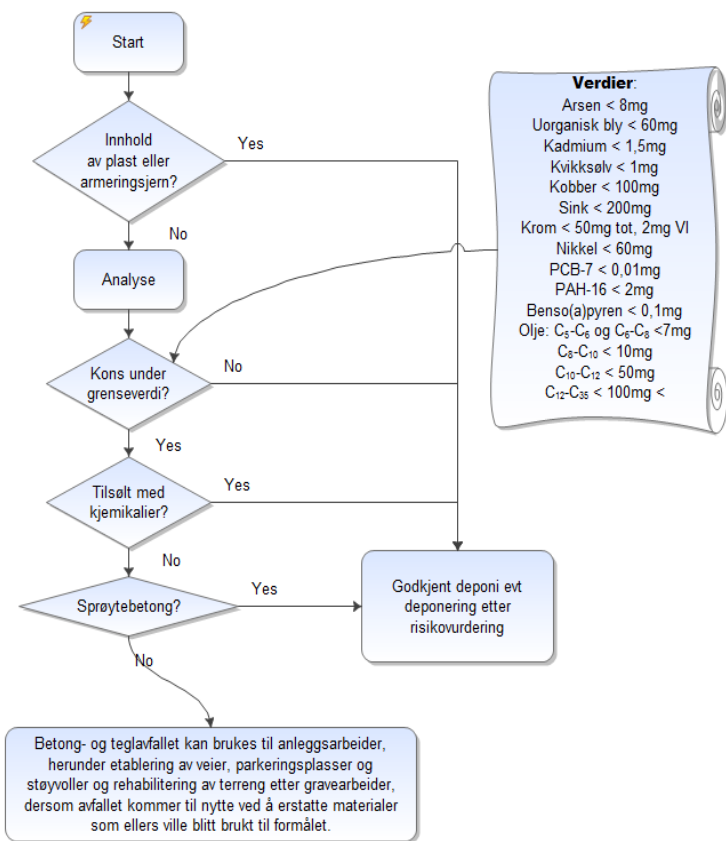 Start
Innhold
av plast eller
armeringsjern?
Yes
No
Analyse
Verdier:
Arsen < 8mg
Uorganisk bly < 60mg
Kadmium < 1,5mg
Kvikksølv < 1mg
Kobber < 100mg
Sink < 200mg
Krom < 50mg tot, 2mg VI
Nikkel < 60mg
PCB-7 < 0,01mg
PAH-16 < 2mg
Benso(a)pyren < 0,1mg
Olje: C₅-C₆ og C₆-C₈ <7mg
C₈-C₁₀ < 10mg
C₁₀-C₁₂ < 50mg
C₁₂-C₃₅ < 100mg <
Kons under
grenseverdi?
No
Yes
Tilsølt med
kjemikalier?
Yes
No
Sprøytebetong?
Yes
No
Godkjent deponi evt
deponering etter
risikovurdering
Betong- og teglavfallet kan brukes til anleggsarbeider,
herunder etablering av veier, parkeringsplasser og
støyvoller og rehabilitering av terreng etter gravearbeider,
dersom avfallet kommer til nytte ved å erstatte materialer
som ellers ville blitt brukt til formålet.